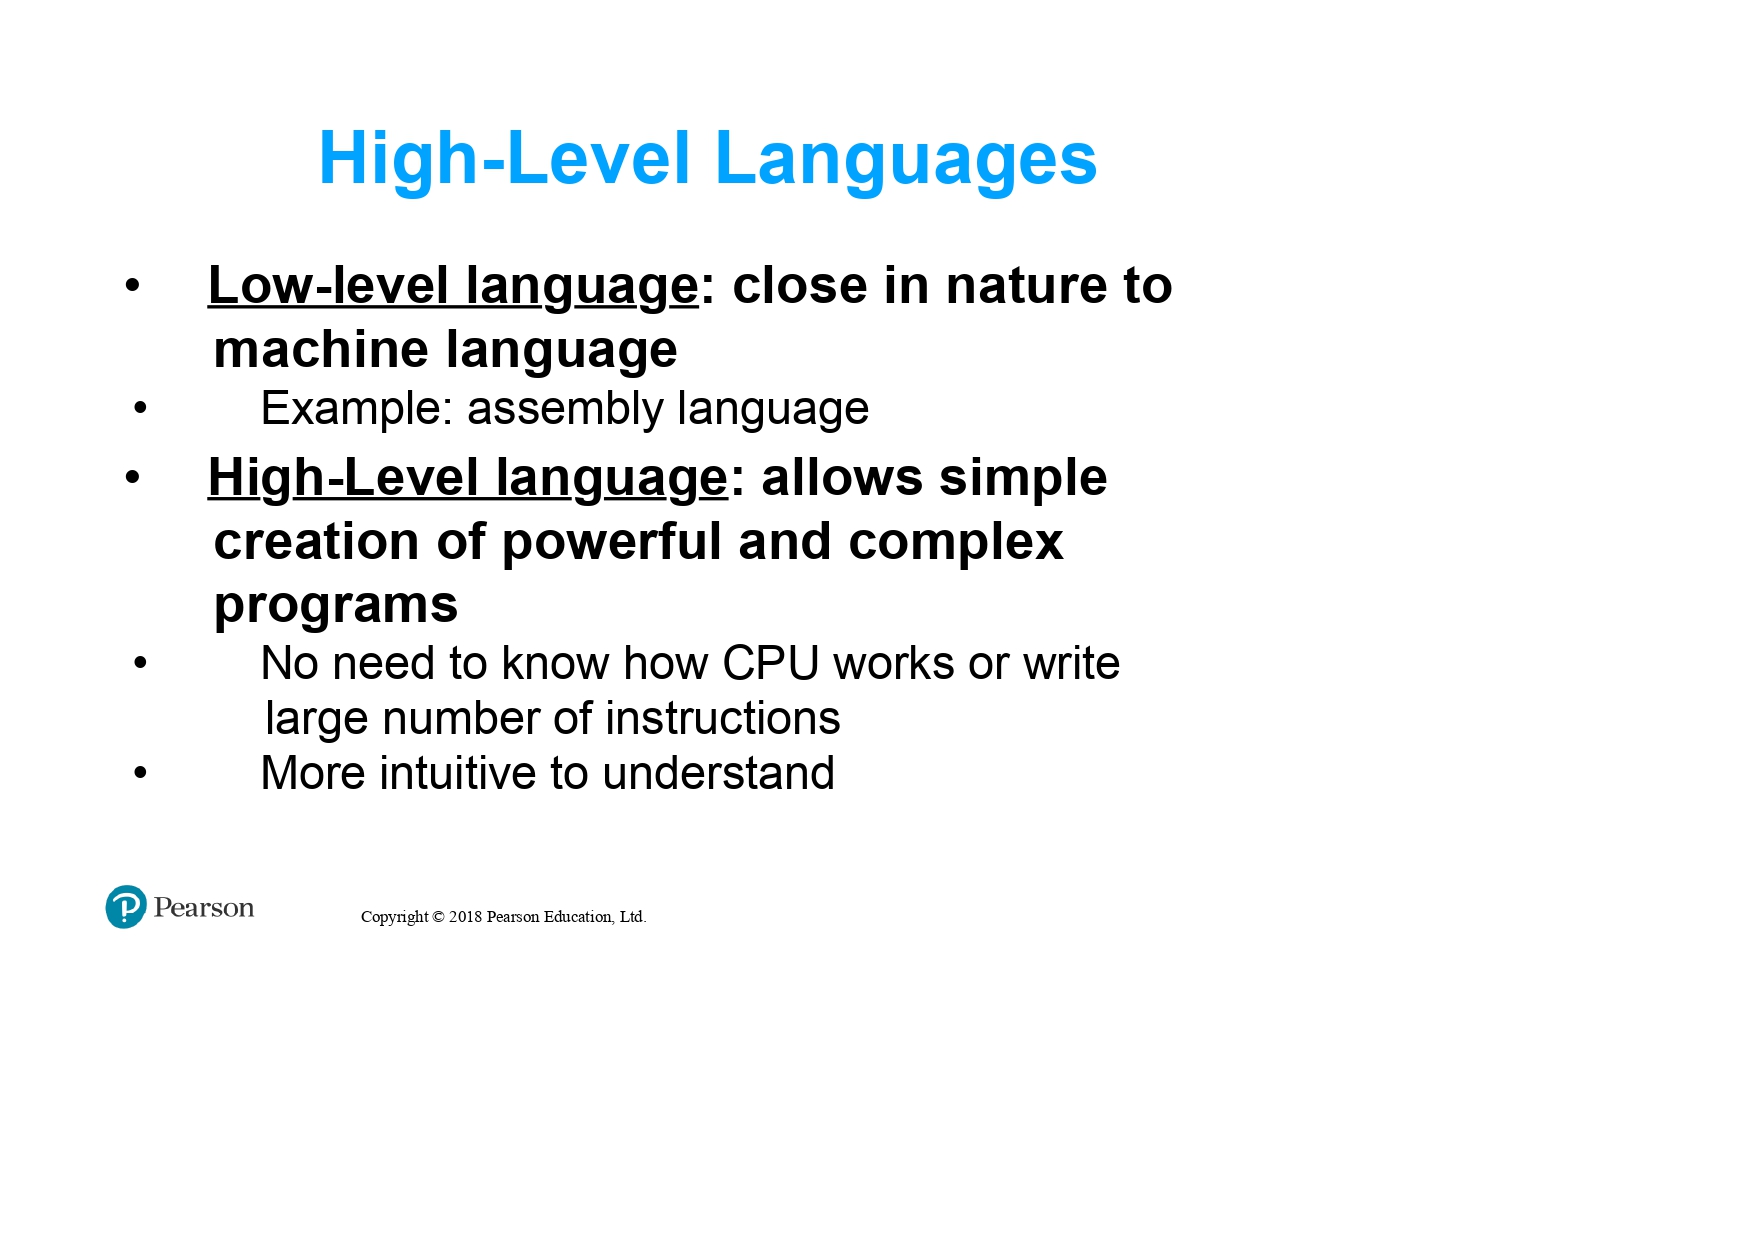 High-Level Languages
• Low-level language: close in nature to
machine language
• Example: assembly language
• High-Level language: allows simple
creation of powerful and complex
programs
• No need to know how CPU works or write
large number of instructions
• More intuitive to understand
Pearson
Copyright © 2018 Pearson Education, Ltd.